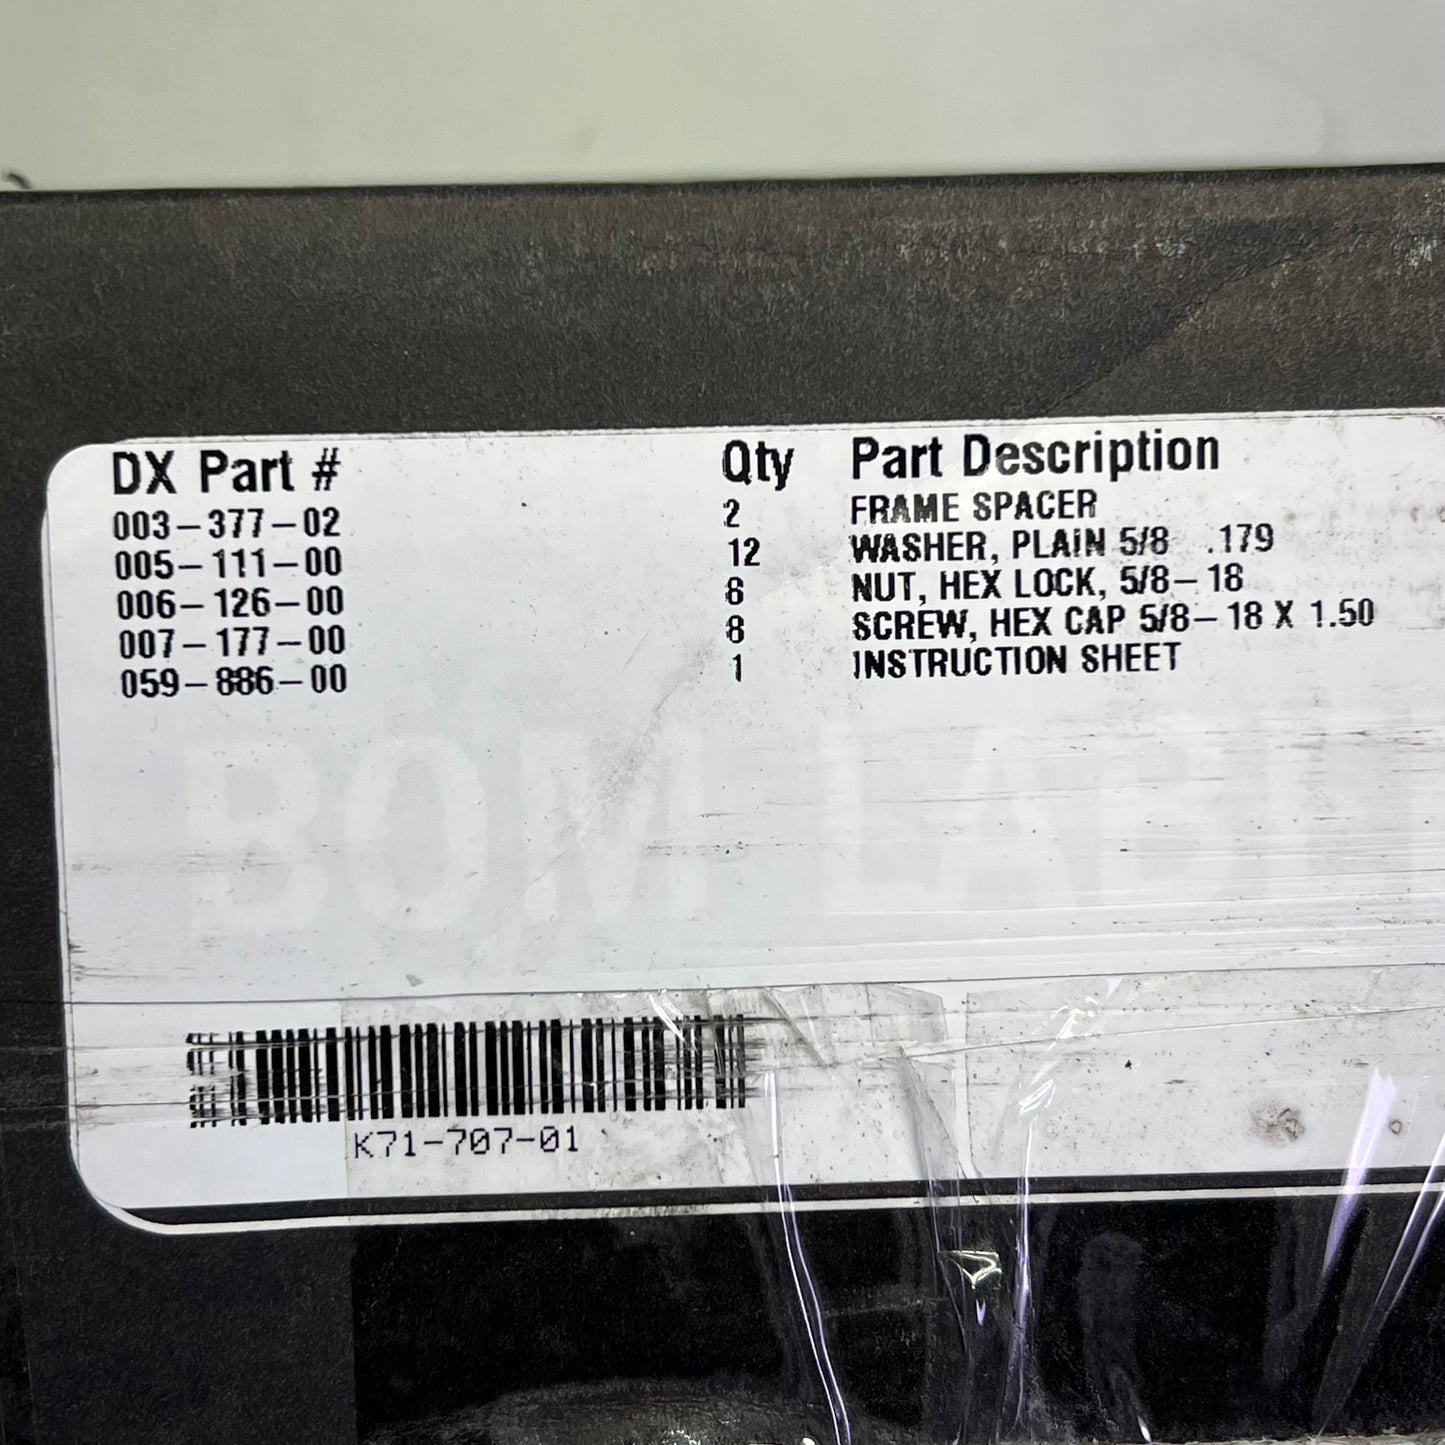 DX Part # Qty Part Description
003-377-02 2 FRAME SPACER
005-111-00 12 WASHER, PLAIN 5/8 .179
006-126-00 8 NUT, HEX LOCK, 5/8-18
007-177-00 8 SCREW, HEX CAP 5/8-18 X 1.50
059-886-00 1 INSTRUCTION SHEET
BOM LABE
K71-707-01